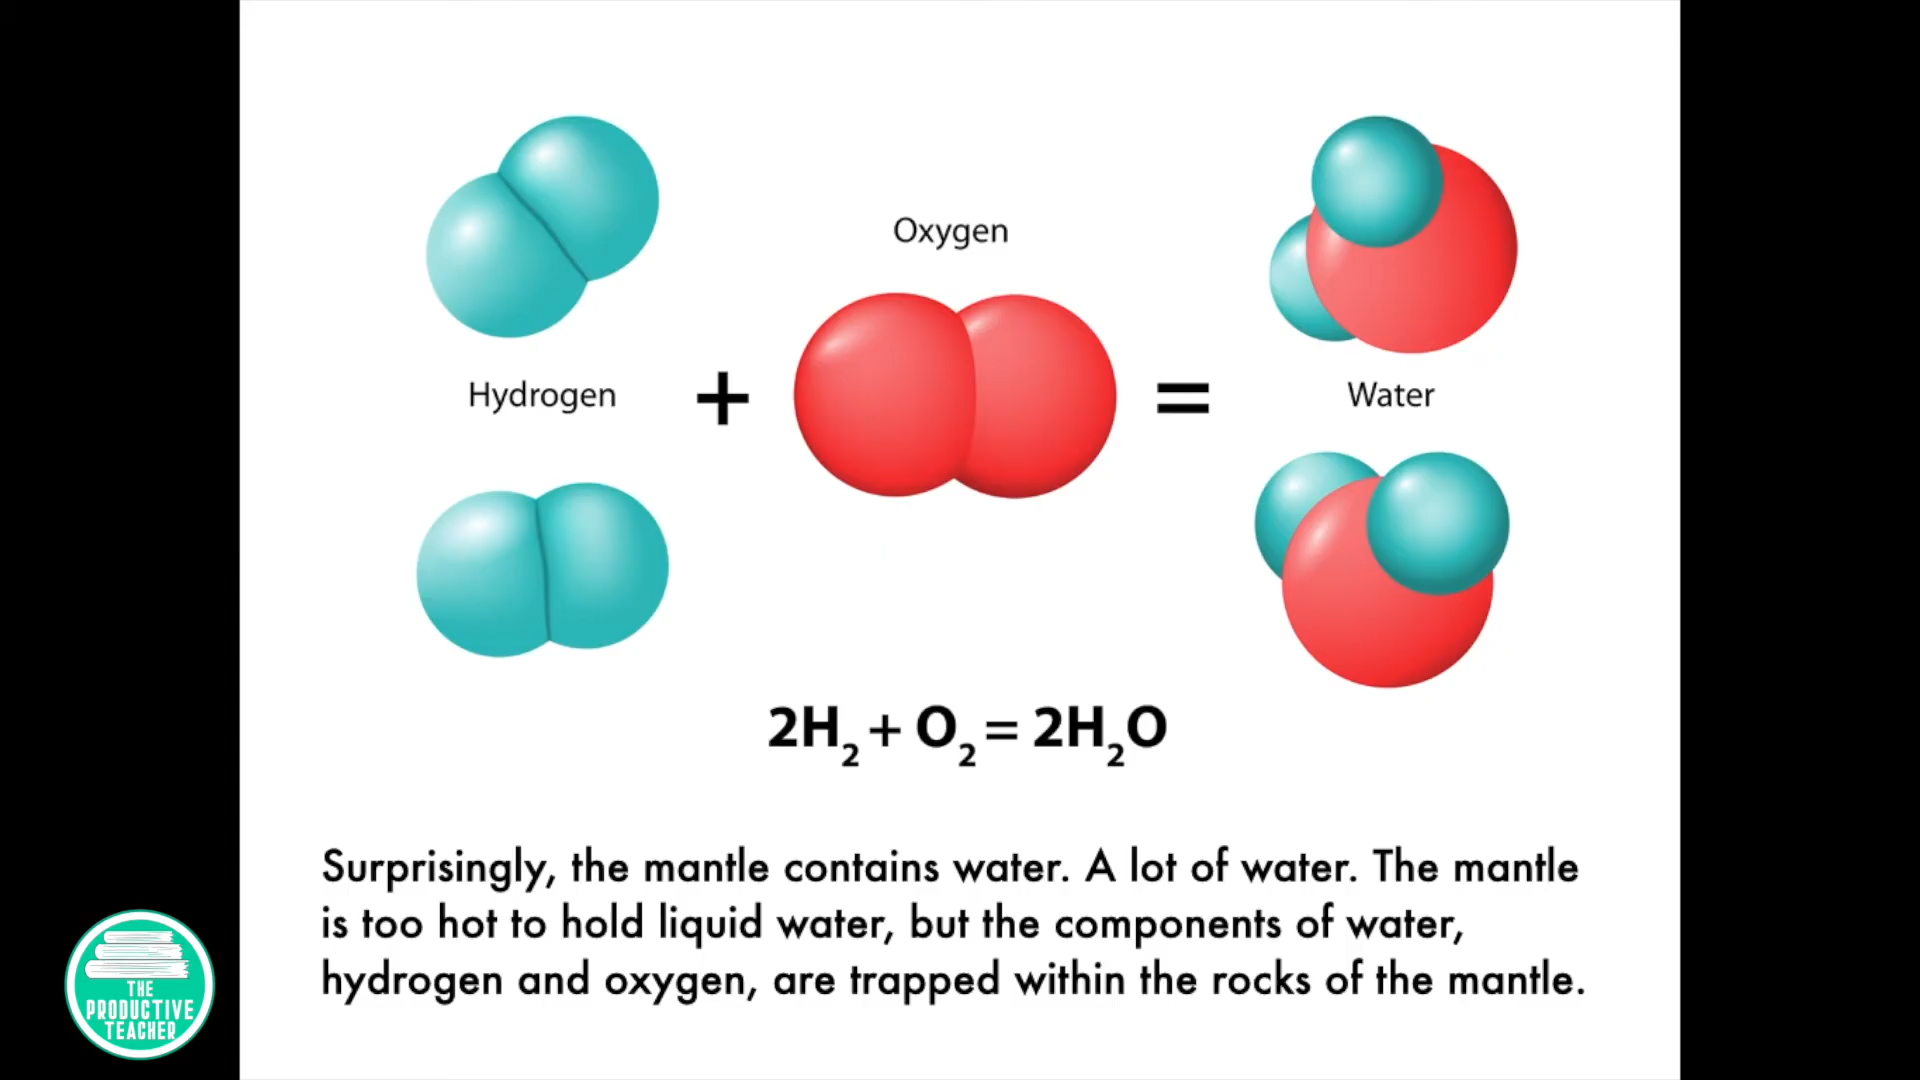 Oxygen
Hydrogen
+
=
Water
2H₂ + O₂ = 2H₂O
Surprisingly, the mantle contains water. A lot of water. The mantle
is too hot to hold liquid water, but the components of water,
hydrogen and oxygen, are trapped within the rocks of the mantle.
THE
PRODUCTIVE
TEACHER